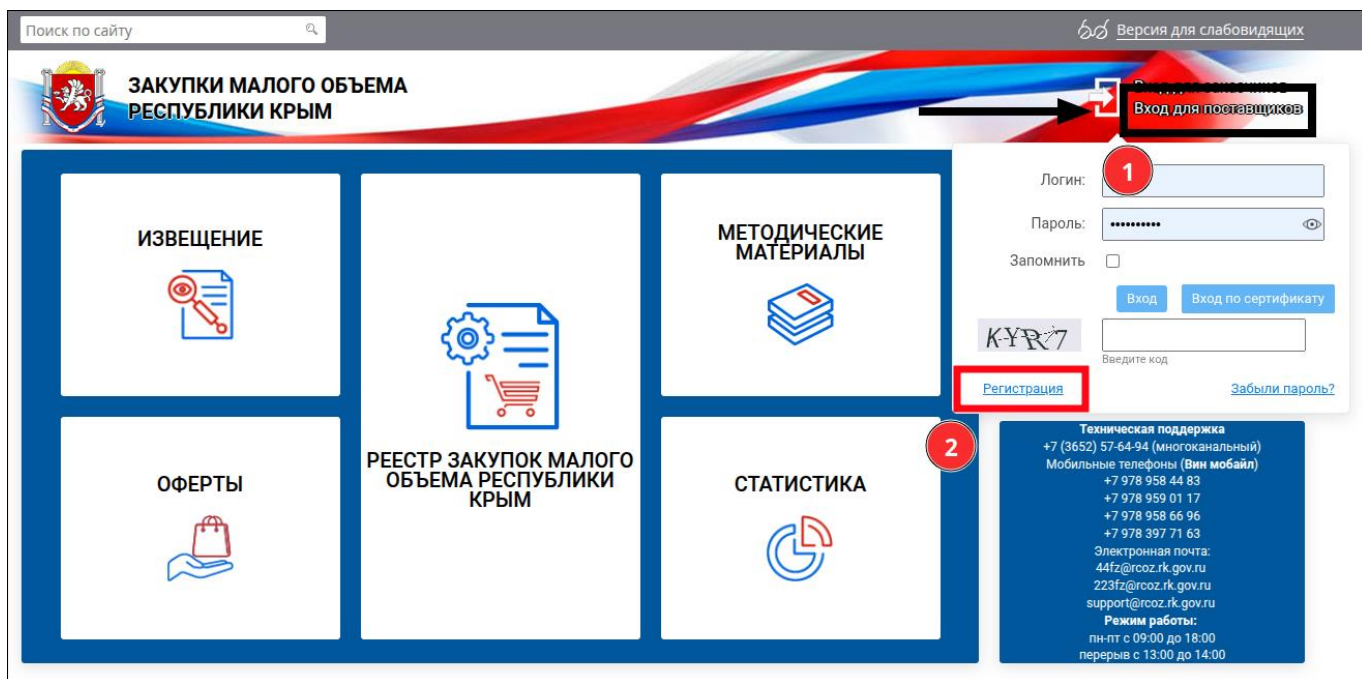 Поиск по сайту
Версия для слабовидящих
ЗАКУПКИ МАЛОГО ОБЪЕМА
РЕСПУБЛИКИ КРЫМ
Вход для заказчиков
Вход для поставщиков
1
Логин:
Пароль:
Запомнить
Вход
Вход по сертификату
KYR7
Введите код
Регистрация
Забыли пароль?
2
ИЗВЕЩЕНИЕ
МЕТОДИЧЕСКИЕ
МАТЕРИАЛЫ
РЕЕСТР ЗАКУПОК МАЛОГО
ОБЪЕМА РЕСПУБЛИКИ
КРЫМ
ОФЕРТЫ
СТАТИСТИКА
Техническая поддержка
+7 (3652) 57-64-94 (многоканальный)
Мобильные телефоны (Вин мобайл)
+7 978 958 44 83
+7 978 959 01 17
+7 978 958 66 96
+7 978 397 71 63
Электронная почта:
44fz@rcoz.rk.gov.ru
223fz@rcoz.rk.gov.ru
support@rcoz.rk.gov.ru
Режим работы:
пн-пт с 09:00 до 18:00
перерыв с 13:00 до 14:00